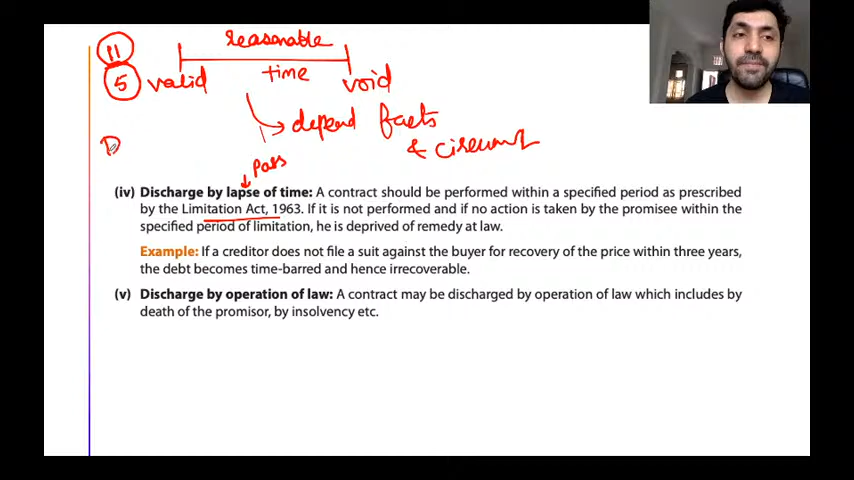 11
reasonable
5 valid time void
depend facts
& circumst
D
Pass
(iv) Discharge by lapse of time: A contract should be performed within a specified period as prescribed
by the Limitation Act, 1963. If it is not performed and if no action is taken by the promisee within the
specified period of limitation, he is deprived of remedy at law.
Example: If a creditor does not file a suit against the buyer for recovery of the price within three years,
the debt becomes time-barred and hence irrecoverable.
(v) Discharge by operation of law: A contract may be discharged by operation of law which includes by
death of the promisor, by insolvency etc.